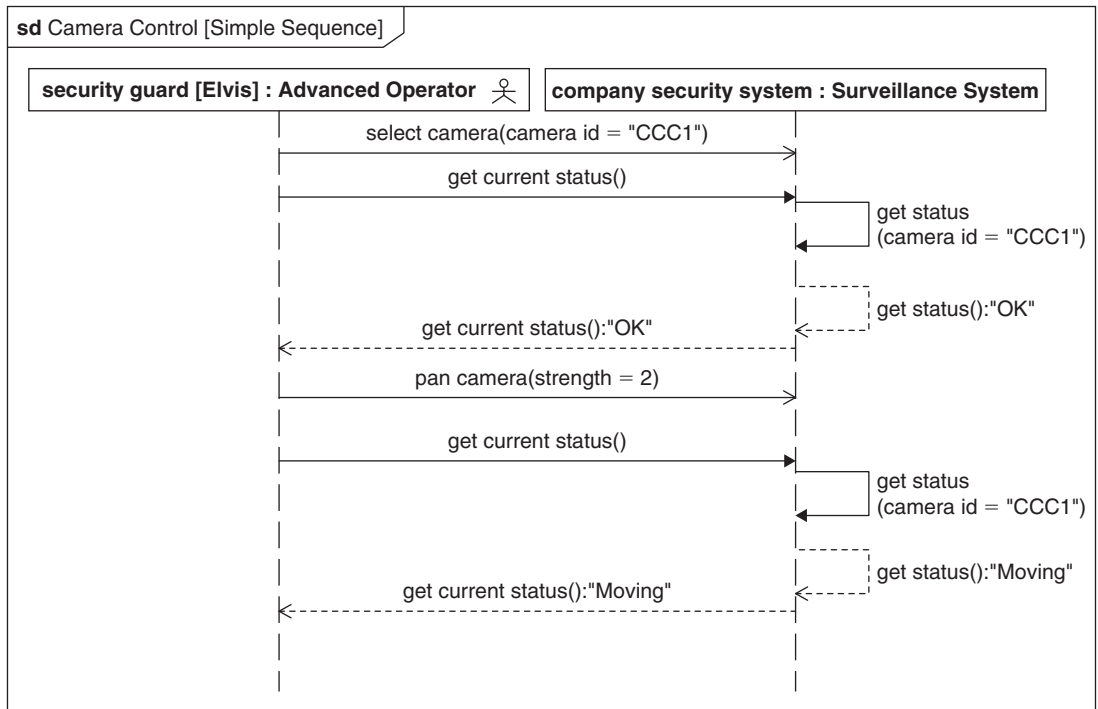 sd Camera Control [Simple Sequence]
security guard [Elvis] : Advanced Operator
company security system : Surveillance System
select camera(camera id = "CCC1")
get current status()
get status
(camera id = "CCC1")
get status():"OK"
get current status():"OK"
pan camera(strength = 2)
get current status()
get status
(camera id = "CCC1")
get status():"Moving"
get current status():"Moving"